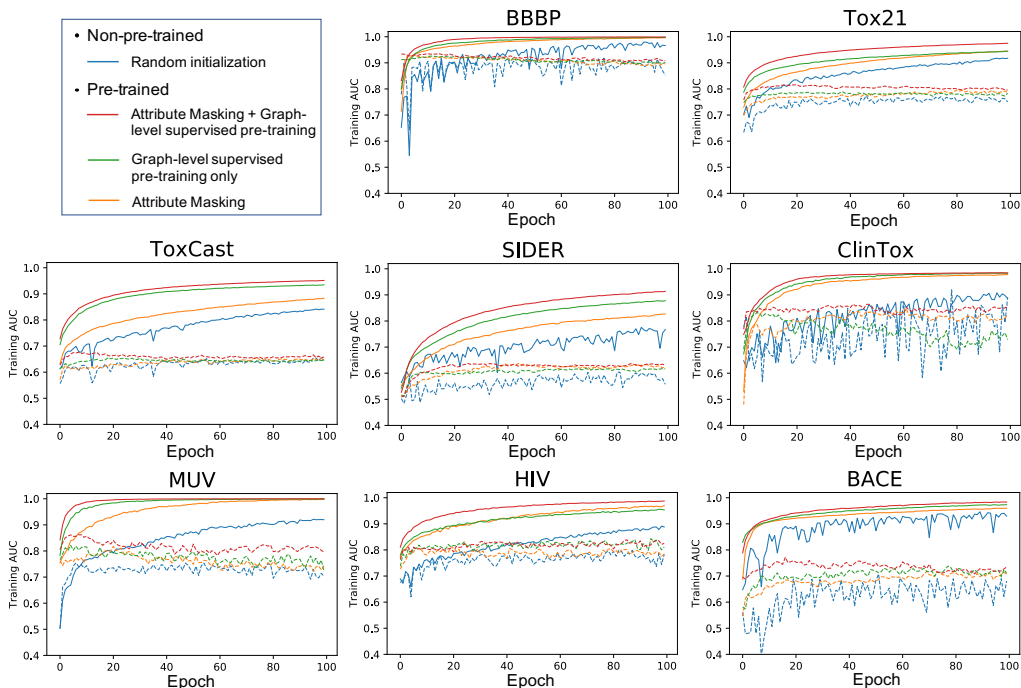 • Non-pre-trained
Random initialization
• Pre-trained
Attribute Masking + Graph-
level supervised pre-training
Graph-level supervised
pre-training only
Attribute Masking
BBBP
Training AUC
1.0
0.9
0.8
0.7
0.6
0.5
0.4
0 20 40 60 80 100
Epoch
Tox21
Training AUC
1.0
0.9
0.8
0.7
0.6
0.5
0.4
0 20 40 60 80 100
Epoch
ToxCast
Training AUC
1.0
0.9
0.8
0.7
0.6
0.5
0.4
0 20 40 60 80 100
Epoch
SIDER
Training AUC
1.0
0.9
0.8
0.7
0.6
0.5
0.4
0 20 40 60 80 100
Epoch
ClinTox
Training AUC
1.0
0.9
0.8
0.7
0.6
0.5
0.4
0 20 40 60 80 100
Epoch
MUV
Training AUC
1.0
0.9
0.8
0.7
0.6
0.5
0.4
0 20 40 60 80 100
Epoch
HIV
Training AUC
1.0
0.9
0.8
0.7
0.6
0.5
0.4
0 20 40 60 80 100
Epoch
BACE
Training AUC
1.0
0.9
0.8
0.7
0.6
0.5
0.4
0 20 40 60 80 100
Epoch